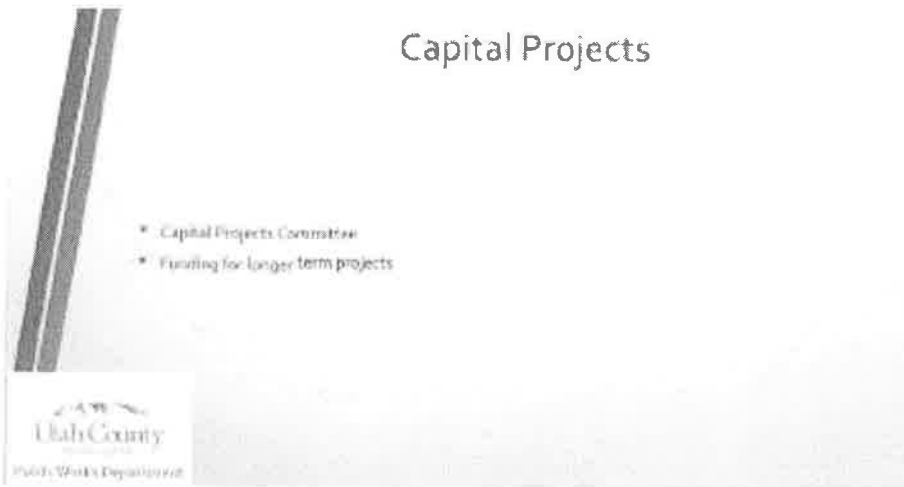 Capital Projects
• Capital Projects Committee
• Funding for longer term projects
Utah County
Public Works Department